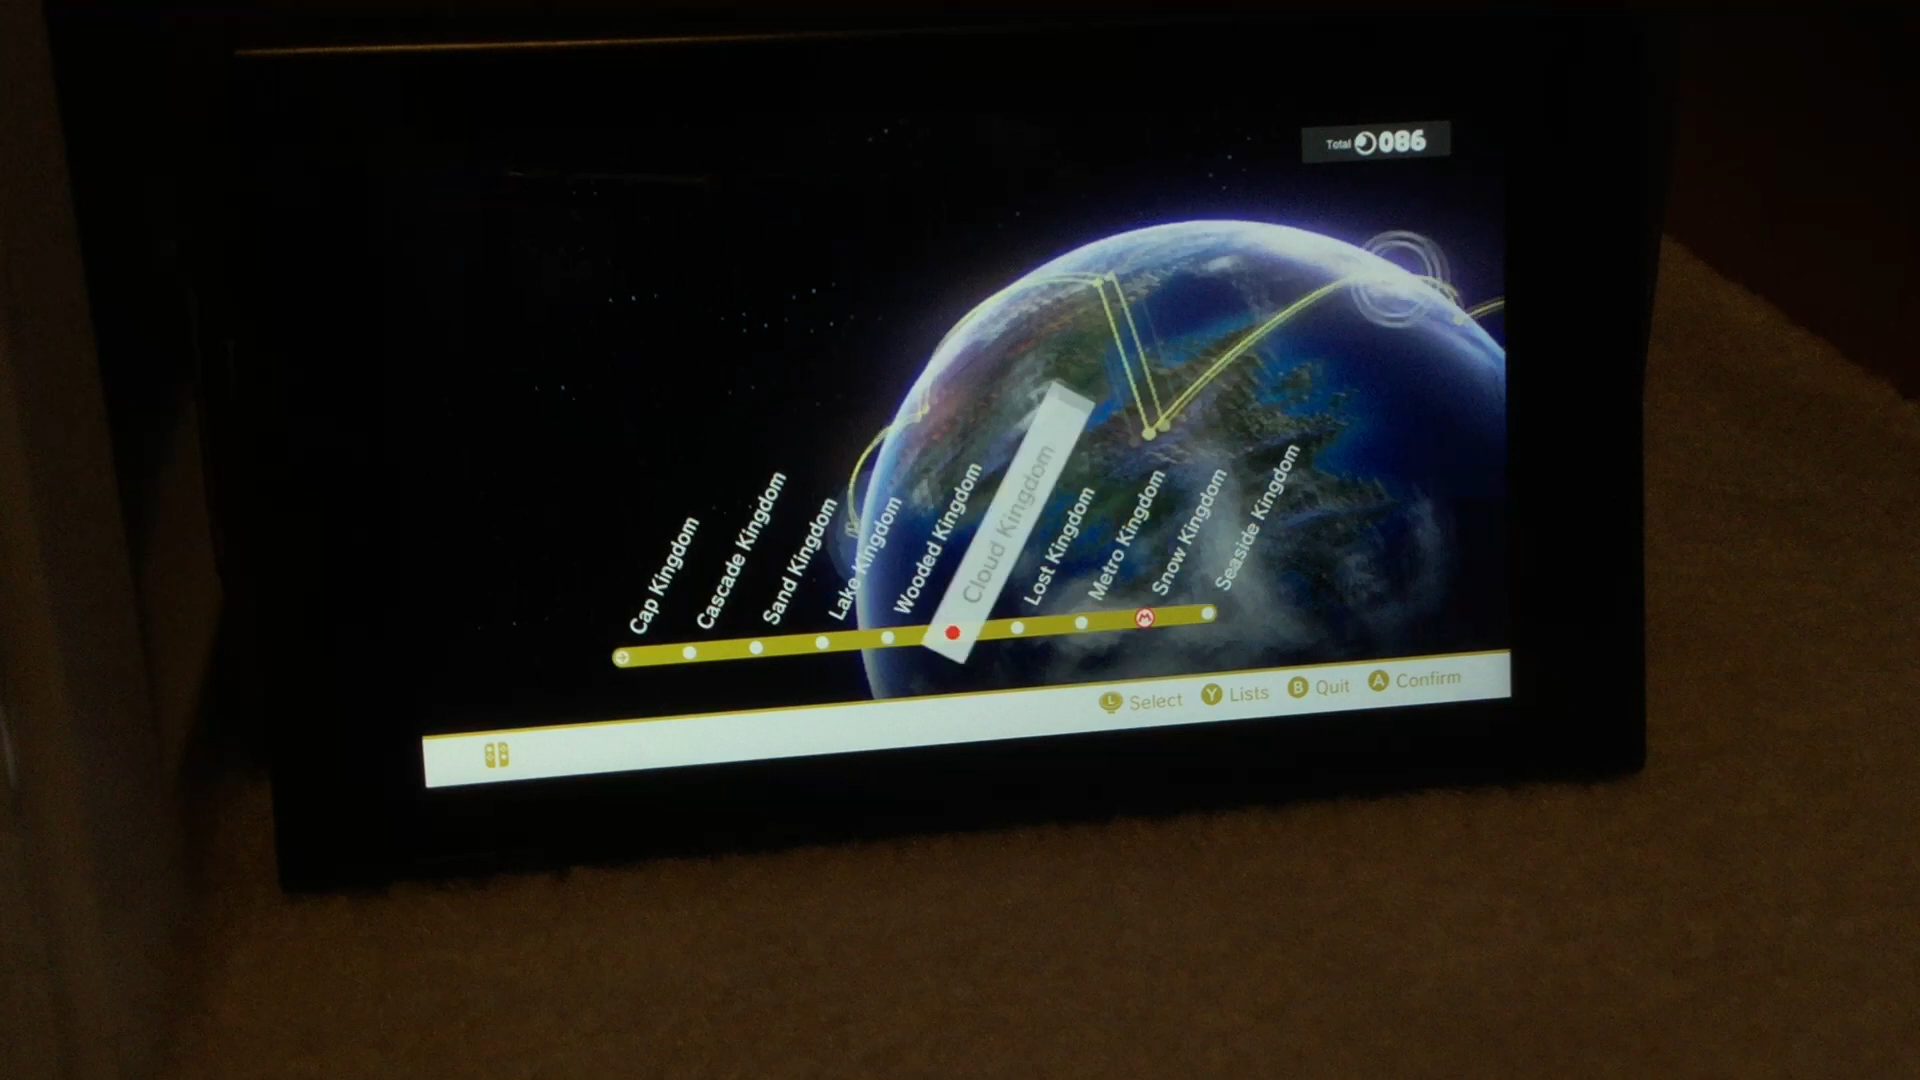 Total 086
Cap Kingdom
Cascade Kingdom
Sand Kingdom
Lake Kingdom
Wooded Kingdom
Cloud Kingdom
Lost Kingdom
Metro Kingdom
Snow Kingdom
Seaside Kingdom
L Select Y Lists B Quit A Confirm